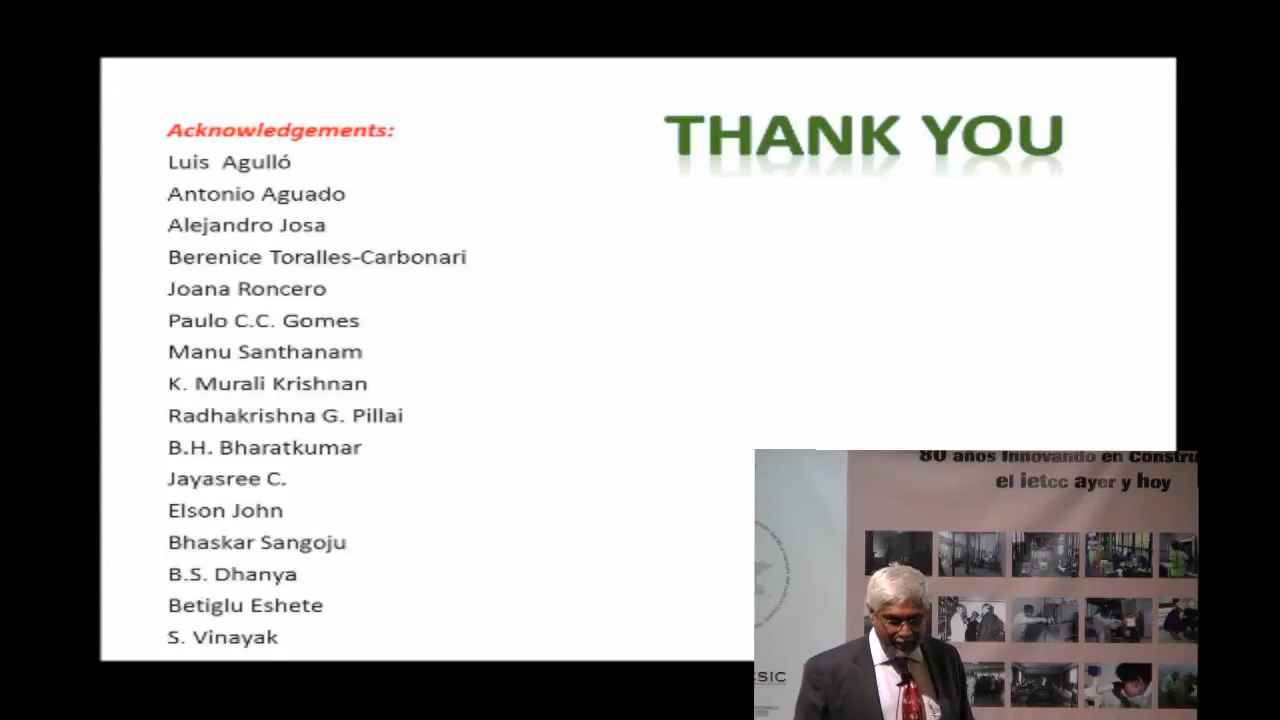 Acknowledgements:
Luis Agulló
Antonio Aguado
Alejandro Josa
Berenice Toralles-Carbonari
Joana Roncero
Paulo C.C. Gomes
Manu Santhanam
K. Murali Krishnan
Radhakrishna G. Pillai
B.H. Bharatkumar
Jayasree C.
Elson John
Bhaskar Sangoju
B.S. Dhanya
Betiglu Eshete
S. Vinayak
THANK YOU
80 años Innovando en Constru
el ietcc ayer y hoy
SIC